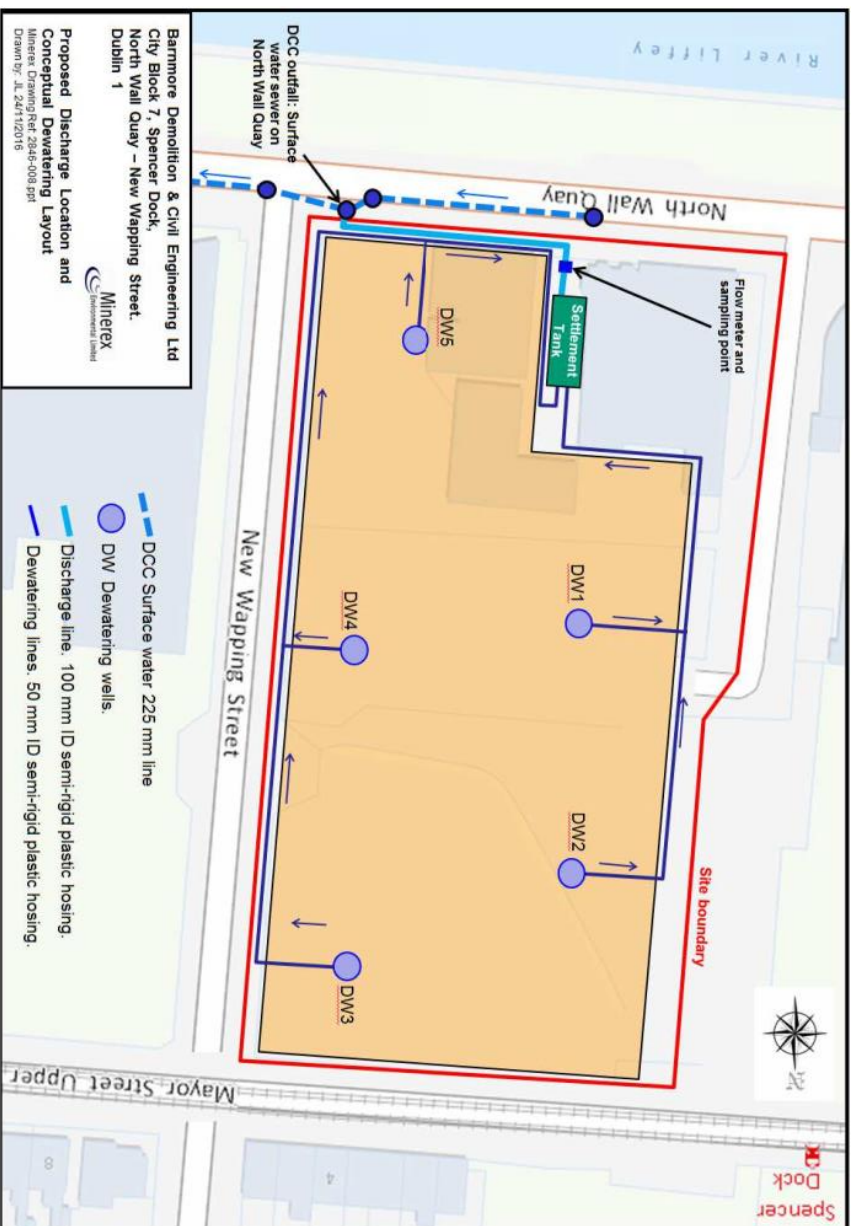 River Liffey
North Wall Quay
DCC outfall: Surface
water sewer on
North Wall Quay
Flow meter and
sampling point
Settlement
Tank
DW5
DW1
DW4
DW2
DW3
New Wapping Street
Site boundary
Mayor Street Upper
N
Spencer
Dock
8
4
DCC Surface water 225 mm line
DW Dewatering wells.
Discharge line. 100 mm ID semi-rigid plastic hosing.
Dewatering lines. 50 mm ID semi-rigid plastic hosing.
Barnmore Demolition & Civil Engineering Ltd
City Block 7, Spencer Dock,
North Wall Quay – New Wapping Street.
Dublin 1
Minerex
Environmental Limited
Proposed Discharge Location and
Conceptual Dewatering Layout
Minerex Drawing Ref: 2846-008.ppt
Drawn by: JL 24/11/2016